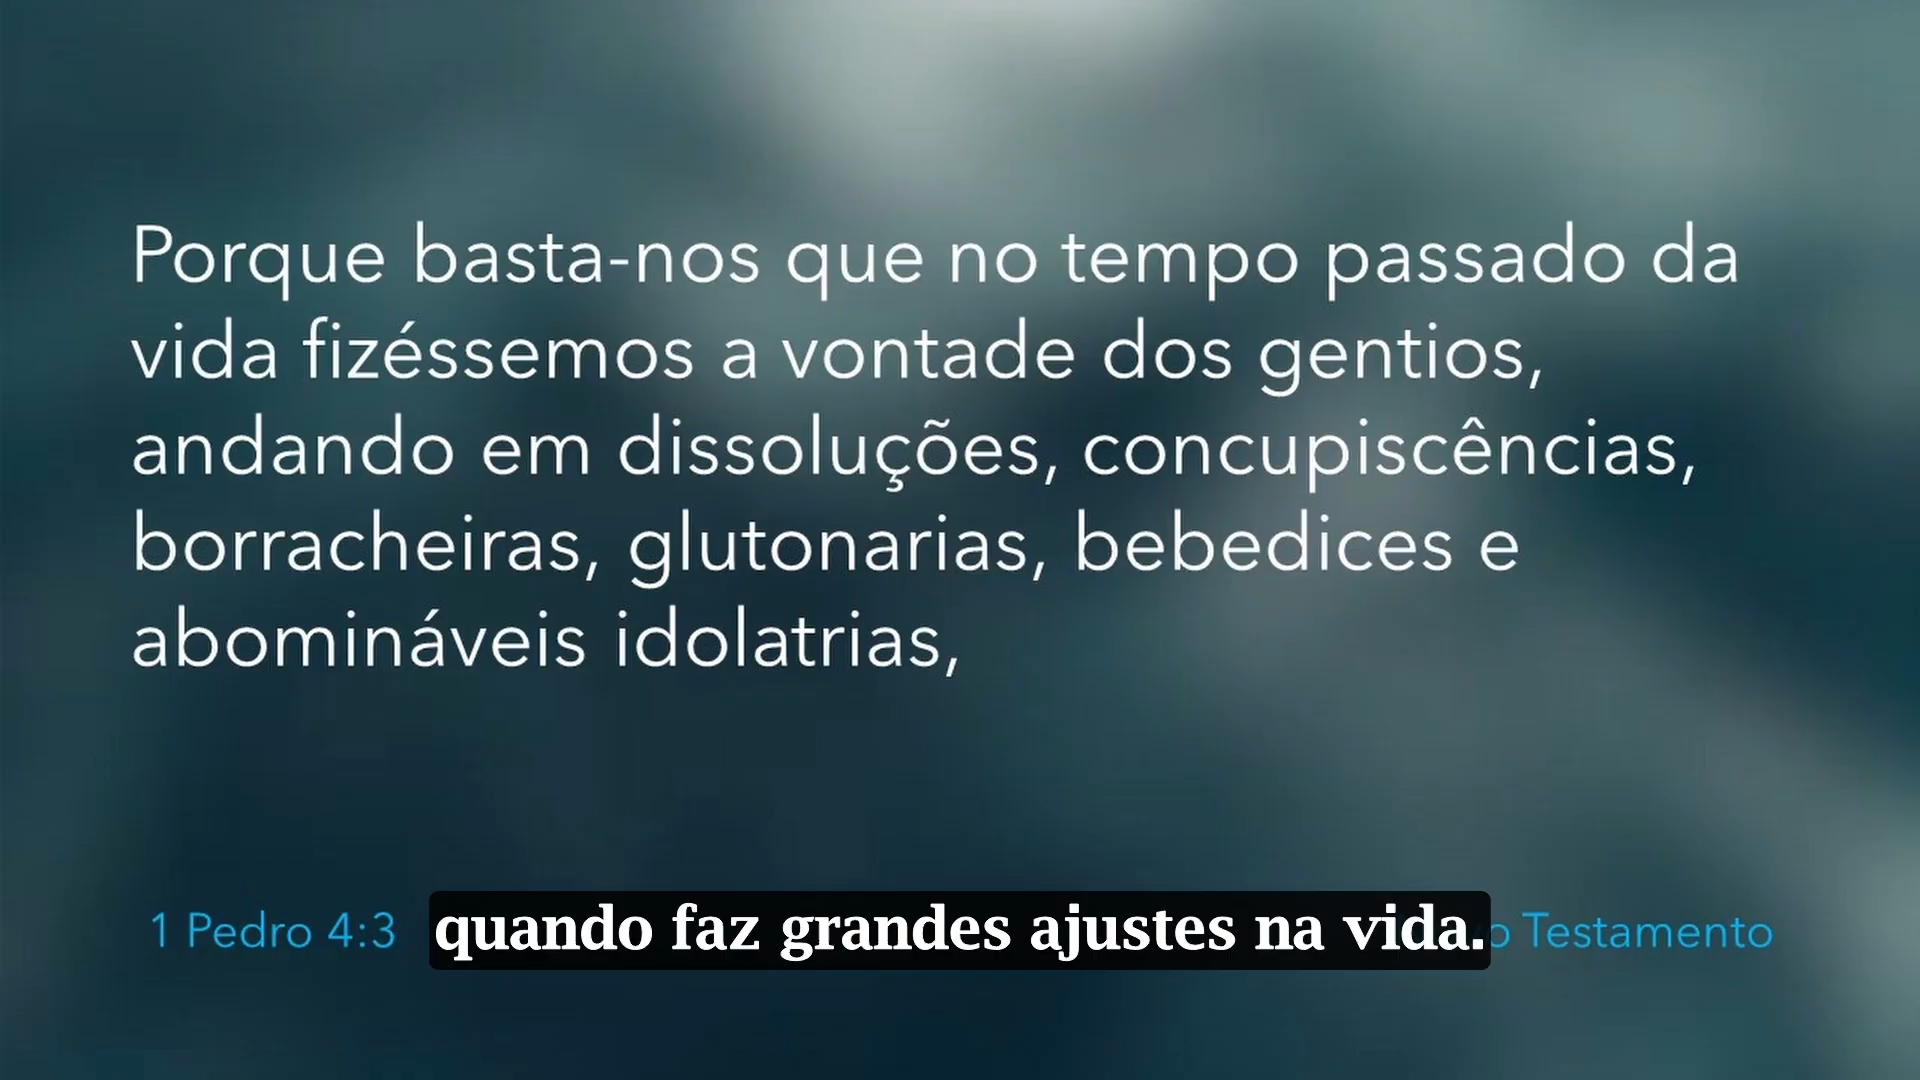 Porque basta-nos que no tempo passado da
vida fizéssemos a vontade dos gentios,
andando em dissoluções, concupiscências,
borracheiras, glutonarias, bebedices e
abomináveis idolatrias,
1 Pedro 4:3
quando faz grandes ajustes na vida.
Testamento